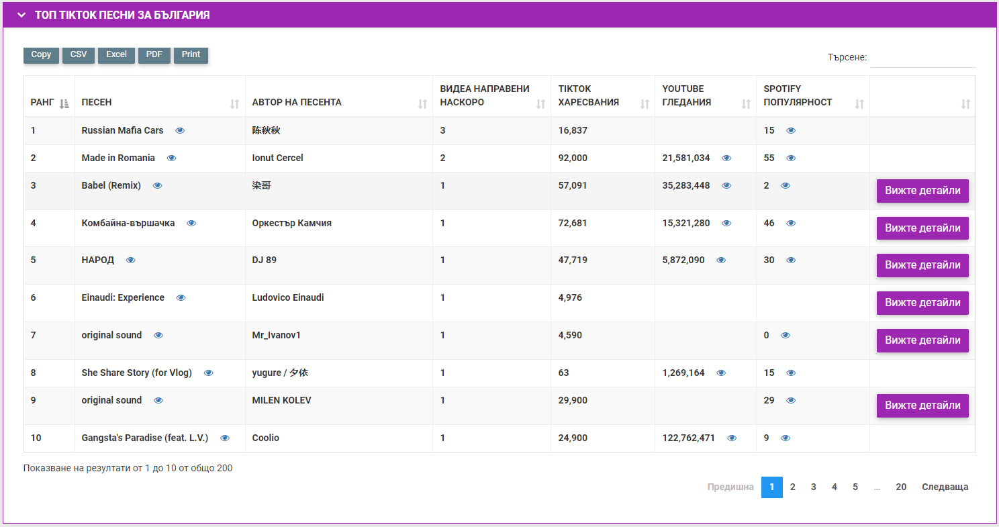 ТОП TIKTOK ПЕСНИ ЗА БЪЛГАРИЯ
Copy CSV Excel PDF Print
Търсене:
РАНГ ПЕСЕН АВТОР НА ПЕСЕНТА ВИДЕА НАПРАВЕНИ НАСКОРО TIKTOK ХАРЕСВАНИЯ YOUTUBE ГЛЕДАНИЯ SPOTIFY ПОПУЛЯРНОСТ
1 Russian Mafia Cars 陈秋秋 3 16,837 15
2 Made in Romania Ionut Cercel 2 92,000 21,581,034 55
3 Babel (Remix) 染哥 1 57,091 35,283,448 2 Вижте детайли
4 Комбайна-вършачка Оркестър Камчия 1 72,681 15,321,280 46 Вижте детайли
5 НАРОД DJ 89 1 47,719 5,872,090 30 Вижте детайли
6 Einaudi: Experience Ludovico Einaudi 1 4,976 Вижте детайли
7 original sound Mr_Ivanov1 1 4,590 0 Вижте детайли
8 She Share Story (for Vlog) yugure / 夕依 1 63 1,269,164 15
9 original sound MILEN KOLEV 1 29,900 29 Вижте детайли
10 Gangsta's Paradise (feat. L.V.) Coolio 1 24,900 122,762,471 9
Показване на резултати от 1 до 10 от общо 200
Предишна 1 2 3 4 5 … 20 Следваща